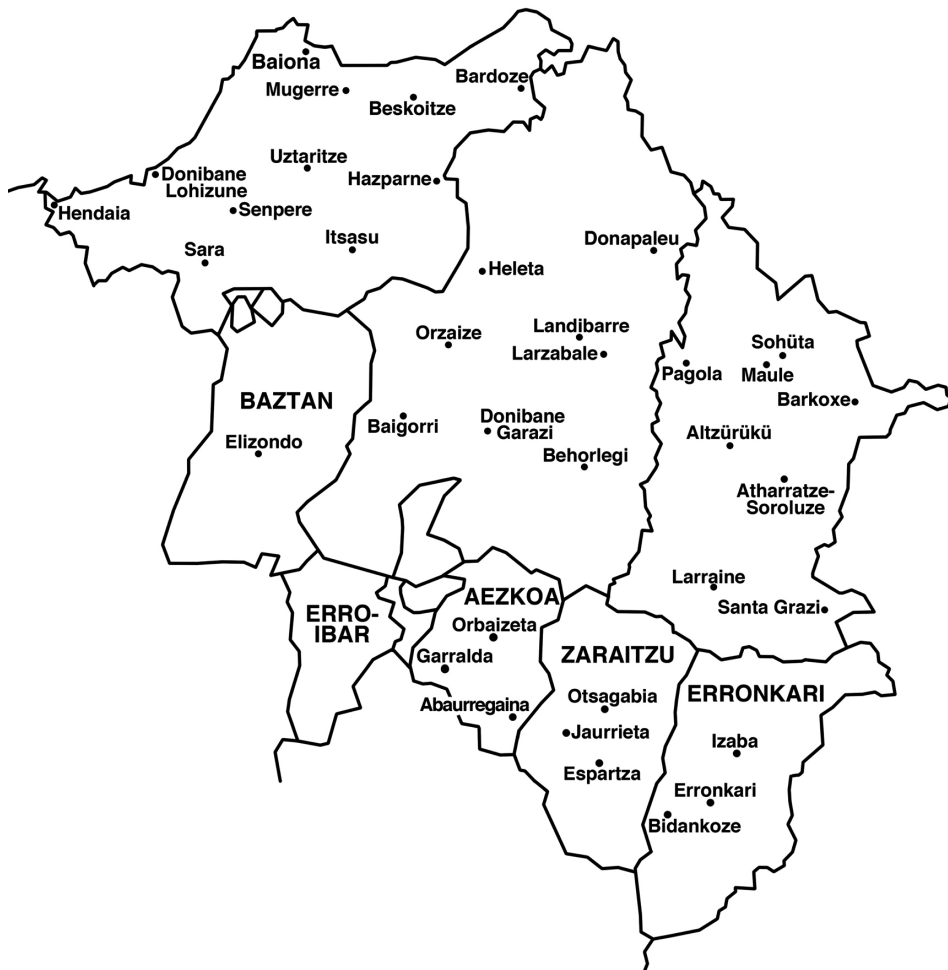 Baiona
Bardoze
Mugerre
Beskoitze
Uztaritze
Donibane
Lohizune
Hazparne
Hendaia
Senpere
Itsasu
Sara
Donapaleu
Heleta
Orzaize
Landibarre
Larzabale
Sohüta
Pagola
Maule
Barkoxe
BAZTAN
Elizondo
Baigorri
Donibane
Garazi
Altzürükü
Behorlegi
Atharratze-
Soroluze
Larraine
Santa Grazi
ERRO-
IBAR
AEZKOA
Orbaizeta
Garralda
Abaurregaina
ZARAITZU
Otsagabia
Jaurrieta
Espartza
ERRONKARI
Izaba
Erronkari
Bidankoze